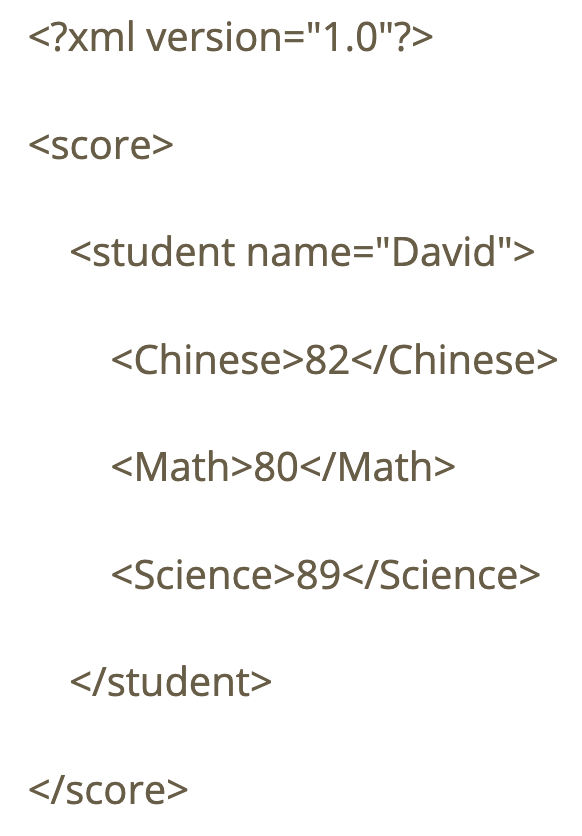 <?xml version="1.0"?>
<score>
<student name="David">
<Chinese>82</Chinese>
<Math>80</Math>
<Science>89</Science>
</student>
</score>